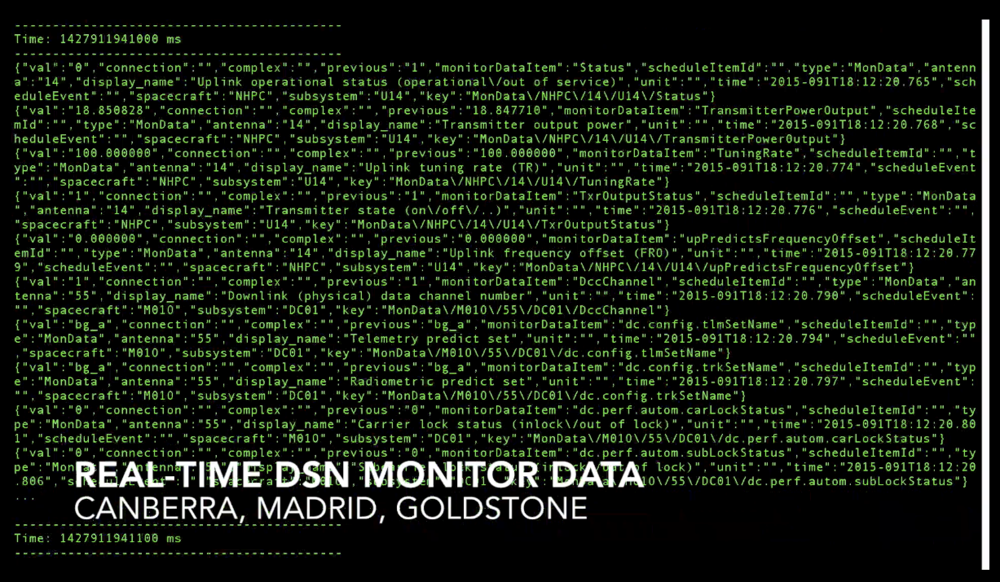 -------------------------------------------
Time: 1427911941000 ms
-------------------------------------------
{"val":"0","connection":"","complex":"","previous":"1","monitorDataItem":"Status","scheduleItemId":"","type":"MonData","antenn
a":"14","display_name":"Uplink operational status (operational\/out of service)","unit":"","time":"2015-091T18:12:20.765","sch
eduleEvent":"","spacecraft":"NHPC","subsystem":"U14","key":"MonData\/NHPC\/14\/U14\/Status"}
{"val":"18.850828","connection":"","complex":"","previous":"18.847710","monitorDataItem":"TransmitterPowerOutput","scheduleIte
mId":"","type":"MonData","antenna":"14","display_name":"Transmitter output power","unit":"","time":"2015-091T18:12:20.768","sc
heduleEvent":"","spacecraft":"NHPC","subsystem":"U14","key":"MonData\/NHPC\/14\/U14\/TransmitterPowerOutput"}
{"val":"100.000000","connection":"","complex":"","previous":"100.000000","monitorDataItem":"TuningRate","scheduleItemId":"","t
ype":"MonData","antenna":"14","display_name":"Uplink tuning rate (TR)","unit":"","time":"2015-091T18:12:20.774","scheduleEvent
":"","spacecraft":"NHPC","subsystem":"U14","key":"MonData\/NHPC\/14\/U14\/TuningRate"}
{"val":"1","connection":"","complex":"","previous":"1","monitorDataItem":"TxrOutputStatus","scheduleItemId":"","type":"MonData
","antenna":"14","display_name":"Transmitter state (on\/off\/..)","unit":"","time":"2015-091T18:12:20.776","scheduleEvent":"",
"spacecraft":"NHPC","subsystem":"U14","key":"MonData\/NHPC\/14\/U14\/TxrOutputStatus"}
{"val":"0.000000","connection":"","complex":"","previous":"0.000000","monitorDataItem":"upPredictsFrequencyOffset","scheduleIt
emId":"","type":"MonData","antenna":"14","display_name":"Uplink frequency offset (FRO)","unit":"","time":"2015-091T18:12:20.77
9","scheduleEvent":"","spacecraft":"NHPC","subsystem":"U14","key":"MonData\/NHPC\/14\/U14\/upPredictsFrequencyOffset"}
{"val":"1","connection":"","complex":"","previous":"1","monitorDataItem":"DccChannel","scheduleItemId":"","type":"MonData","an
tenna":"55","display_name":"Downlink (physical) data channel number","unit":"","time":"2015-091T18:12:20.790","scheduleEvent":
"","spacecraft":"M01O","subsystem":"DC01","key":"MonData\/M01O\/55\/DC01\/DccChannel"}
{"val":"bg_a","connection":"","complex":"","previous":"bg_a","monitorDataItem":"dc.config.tlmSetName","scheduleItemId":"","typ
e":"MonData","antenna":"55","display_name":"Telemetry predict set","unit":"","time":"2015-091T18:12:20.794","scheduleEvent":""
,"spacecraft":"M01O","subsystem":"DC01","key":"MonData\/M01O\/55\/DC01\/dc.config.tlmSetName"}
{"val":"bg_a","connection":"","complex":"","previous":"bg_a","monitorDataItem":"dc.config.trkSetName","scheduleItemId":"","typ
e":"MonData","antenna":"55","display_name":"Radiometric predict set","unit":"","time":"2015-091T18:12:20.797","scheduleEvent":
"","spacecraft":"M01O","subsystem":"DC01","key":"MonData\/M01O\/55\/DC01\/dc.config.trkSetName"}
{"val":"0","connection":"","complex":"","previous":"0","monitorDataItem":"dc.perf.autom.carLockStatus","scheduleItemId":"","ty
pe":"MonData","antenna":"55","display_name":"Carrier lock status (inlock\/out of lock)","unit":"","time":"2015-091T18:12:20.80
1","scheduleEvent":"","spacecraft":"M01O","subsystem":"DC01","key":"MonData\/M01O\/55\/DC01\/dc.perf.autom.carLockStatus"}
{"val":"0","connection":"","complex":"","previous":"0","monitorDataItem":"dc.perf.autom.subLockStatus","scheduleItemId":"","ty
pe":" of lock)","unit":"","time":"2015-091T18:12:20
.806"," \/55\/DC01\/dc.perf.autom.subLockStatus"}
REAL-TIME DSN MONITOR DATA
...
CANBERRA, MADRID, GOLDSTONE
-------------------------------------------
Time: 1427911941100 ms
-------------------------------------------